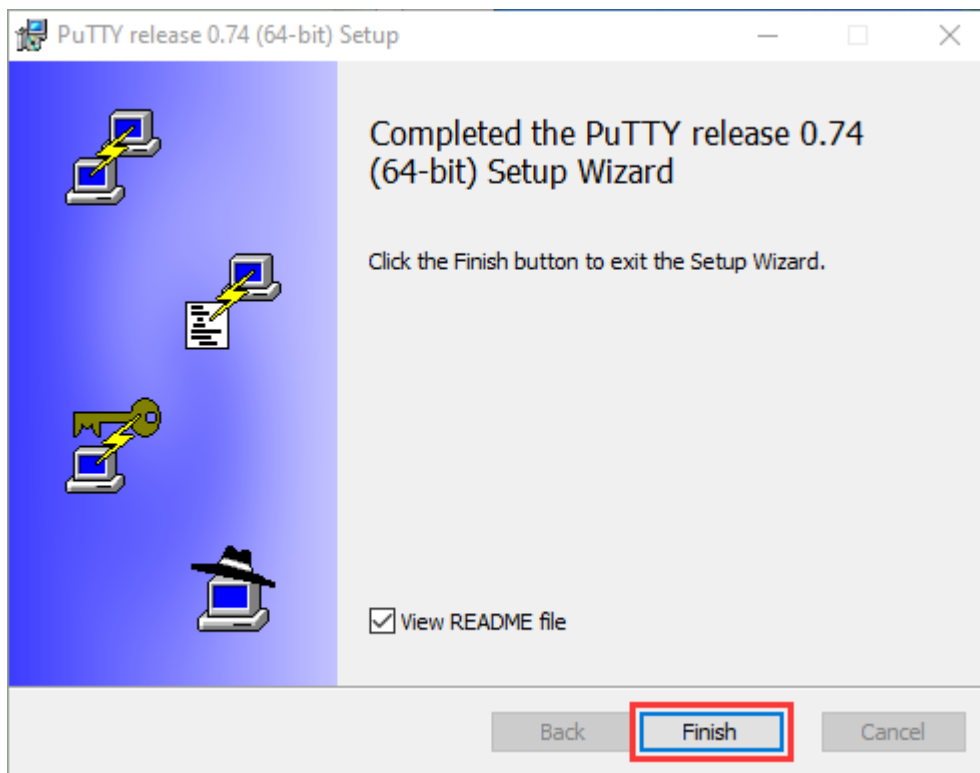 PuTTY release 0.74 (64-bit) Setup
Completed the PuTTY release 0.74
(64-bit) Setup Wizard
Click the Finish button to exit the Setup Wizard.
View README file
Back
Finish
Cancel